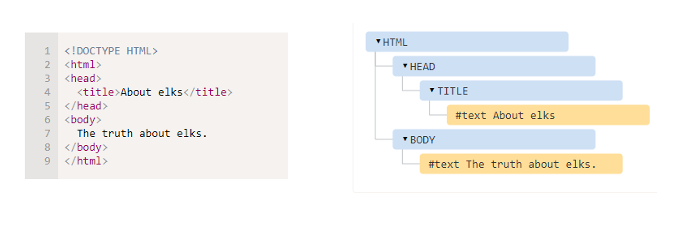 1 <!DOCTYPE HTML>
2 <html>
3 <head>
4   <title>About elks</title>
5 </head>
6 <body>
7   The truth about elks.
8 </body>
9 </html>
▾HTML
▾HEAD
▾TITLE
#text About elks
▾BODY
#text The truth about elks.